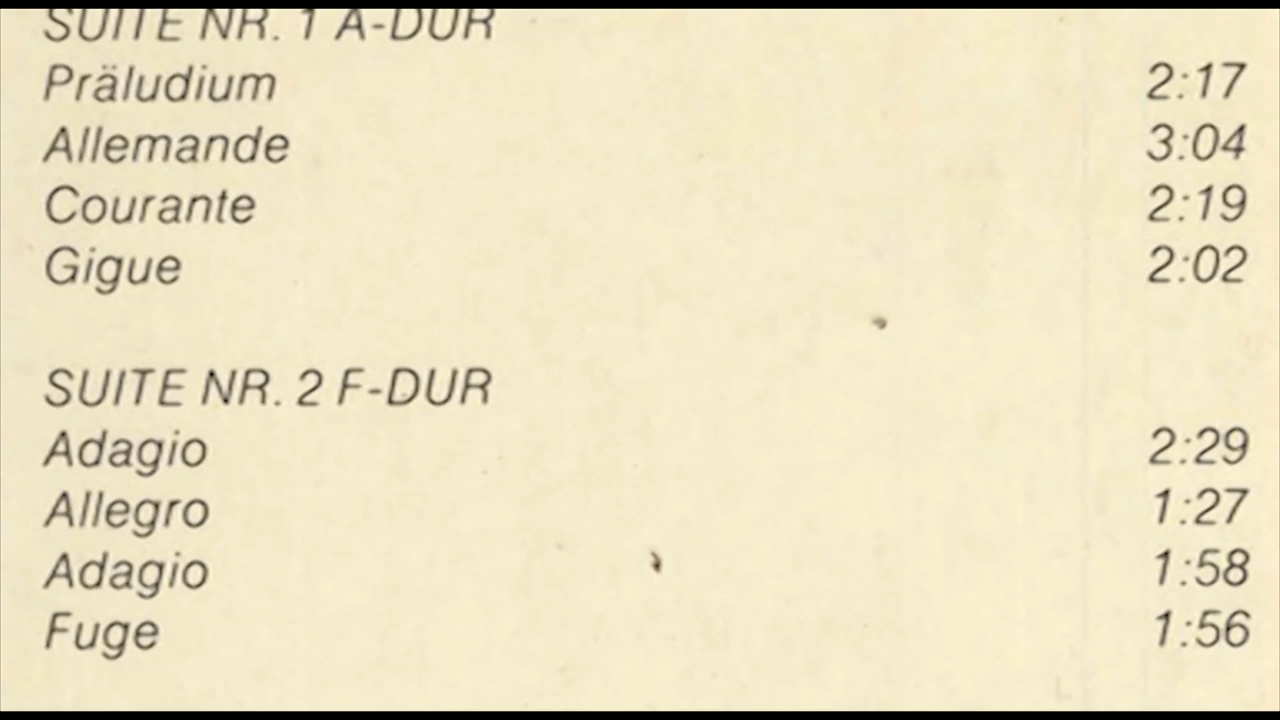 SUITE NR. 1 A-DUR
Präludium 2:17
Allemande 3:04
Courante 2:19
Gigue 2:02
SUITE NR. 2 F-DUR
Adagio 2:29
Allegro 1:27
Adagio 1:58
Fuge 1:56